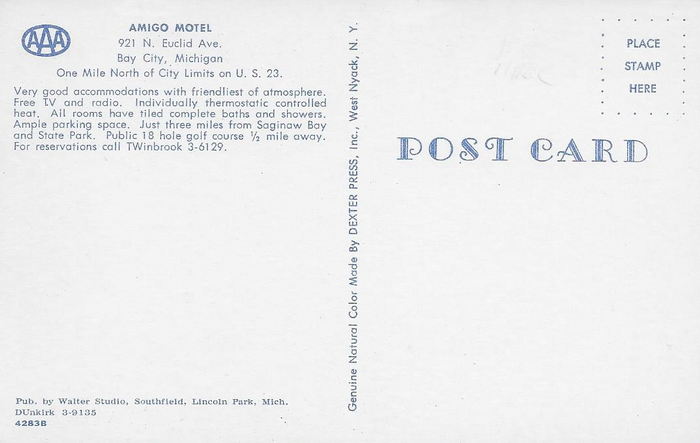 AAA
AMIGO MOTEL
921 N. Euclid Ave.
Bay City, Michigan
One Mile North of City Limits on U. S. 23.
Very good accommodations with friendliest of atmosphere.
Free TV and radio. Individually thermostatic controlled
heat. All rooms have tiled complete baths and showers.
Ample parking space. Just three miles from Saginaw Bay
and State Park. Public 18 hole golf course ½ mile away.
For reservations call TWinbrook 3-6129.
Pub. by Walter Studio, Southfield, Lincoln Park, Mich.
DUnkirk 3-9135
42838
Genuine Natural Color Made By DEXTER PRESS, Inc., West Nyack, N. Y.
PLACE
STAMP
HERE
POST CARD